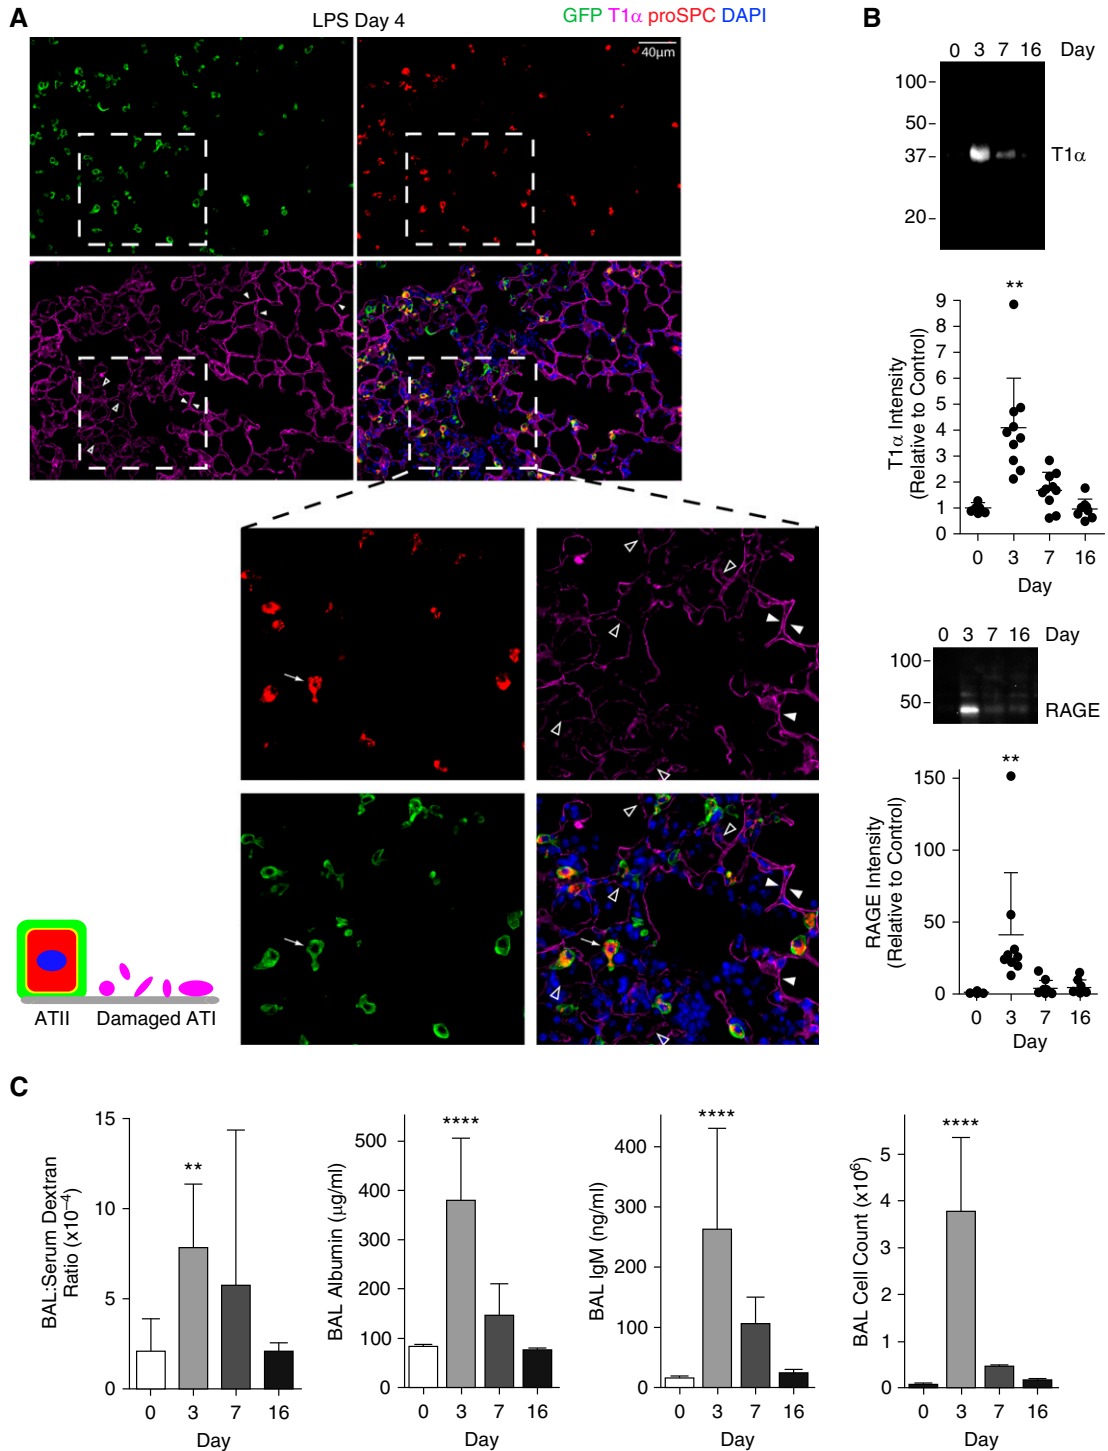 A
LPS Day 4
GFP T1α proSPC DAPI
40μm
ATII
Damaged ATI
B
0 3 7 16 Day
100
50
37
20
T1α
**
9
8
7
6
5
4
3
2
1
0
T1α Intensity
(Relative to Control)
0 3 7 16
Day
0 3 7 16 Day
100
50
RAGE
**
150
100
50
0
RAGE Intensity
(Relative to Control)
0 3 7 16
Day
C
15
10
5
0
BAL:Serum Dextran
Ratio (x10⁻⁴)
**
0 3 7 16
Day
500
400
300
200
100
0
BAL Albumin (μg/ml)
****
0 3 7 16
Day
400
300
200
100
0
BAL IgM (ng/ml)
****
0 3 7 16
Day
5
4
3
2
1
0
BAL Cell Count (x10⁶)
****
0 3 7 16
Day